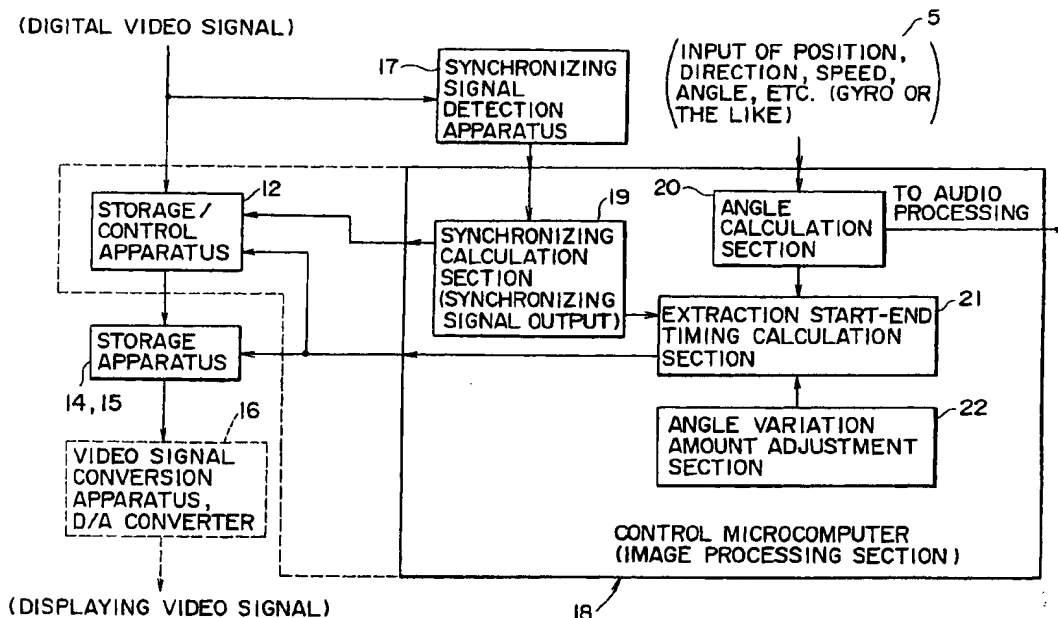 (DIGITAL VIDEO SIGNAL)
5
(INPUT OF POSITION,
DIRECTION, SPEED,
ANGLE, ETC. (GYRO OR
THE LIKE))
17
SYNCHRONIZING
SIGNAL
DETECTION
APPARATUS
12
STORAGE/
CONTROL
APPARATUS
19
SYNCHRONIZING
CALCULATION
SECTION
(SYNCHRONIZING
SIGNAL OUTPUT)
20
ANGLE
CALCULATION
SECTION
TO AUDIO
PROCESSING
21
EXTRACTION START-END
TIMING CALCULATION
SECTION
STORAGE
APPARATUS
14, 15
22
ANGLE VARIATION
AMOUNT ADJUSTMENT
SECTION
16
VIDEO SIGNAL
CONVERSION
APPARATUS,
D/A CONVERTER
CONTROL MICROCOMPUTER
(IMAGE PROCESSING SECTION)
18
(DISPLAYING VIDEO SIGNAL)